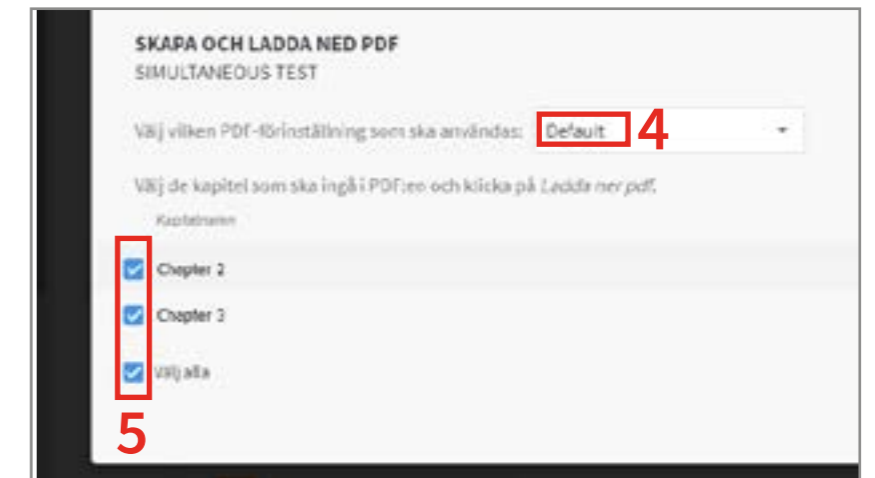 SKAPA OCH LADDA NED PDF
SIMULTANEOUS TEST
Välj vilken PDF-förinställning som ska användas: Default 4
Välj de kapitel som ska ingå i PDF:en och klicka på Ladda ner pdf.
Kapitelnamn
Chapter 2
Chapter 3
Välj alla
5